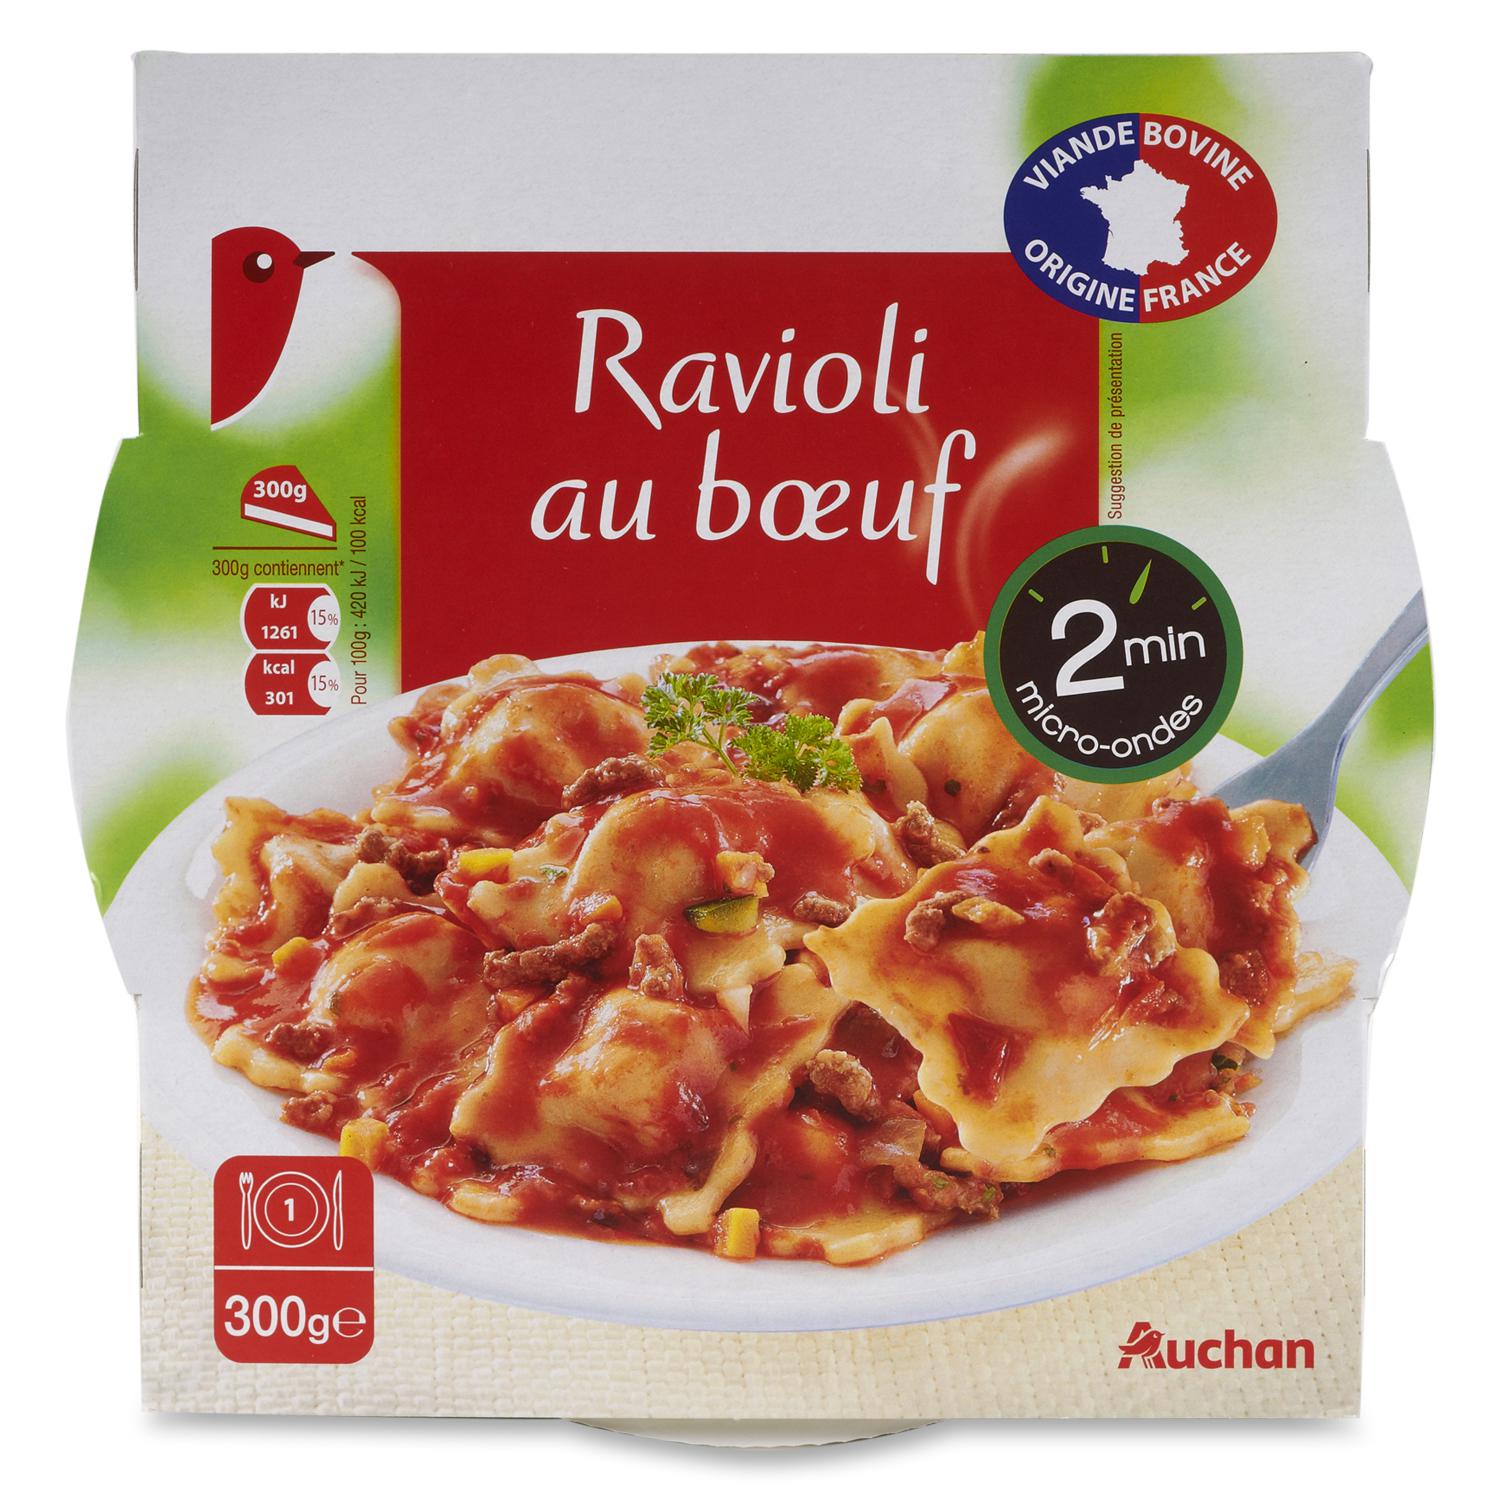 VIANDE BOVINE
ORIGINE FRANCE
Ravioli
au bœuf
Suggestion de présentation
300g
300g contiennent*
kJ
1261
15%
kcal
301
15%
Pour 100g : 420 kJ / 100 kcal
2 min
micro-ondes
1
300g℮
Auchan